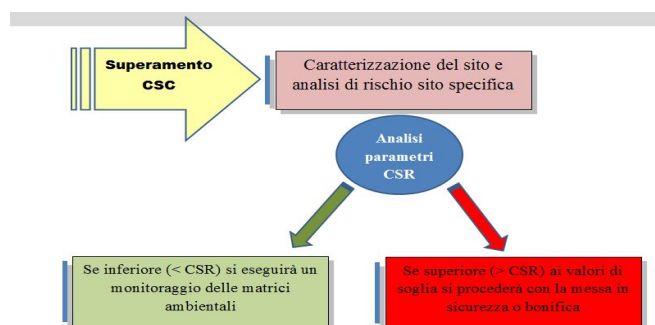 Superamento
CSC
Caratterizzazione del sito e
analisi di rischio sito specifica
Analisi
parametri
CSR
Se inferiore (< CSR) si eseguirà un
monitoraggio delle matrici
ambientali
Se superiore (> CSR) ai valori di
soglia si procederà con la messa in
sicurezza o bonifica